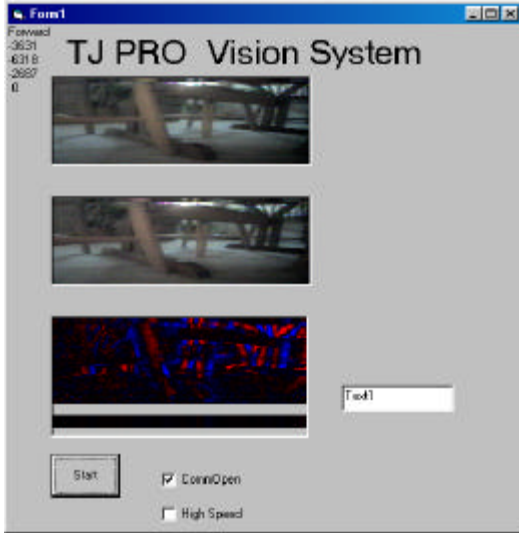 Form1
Forward
-3631
-6318
-2687
0
TJ PRO Vision System
Text1
Start
CommOpen
High Speed